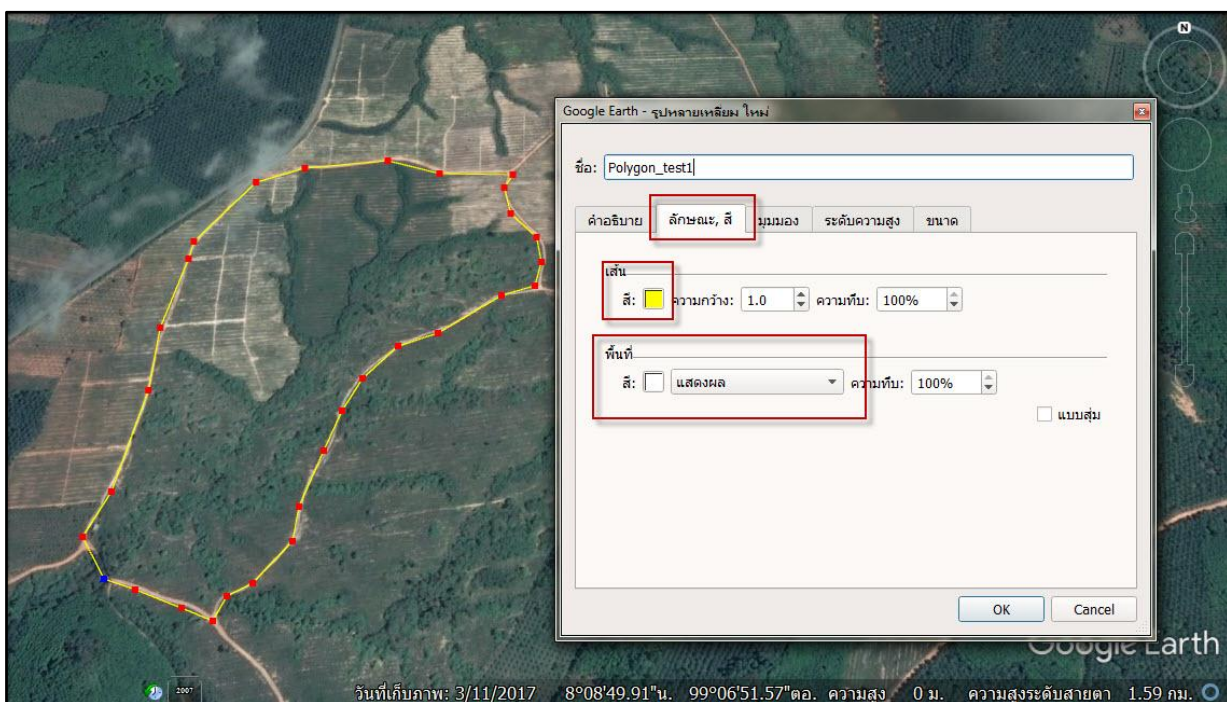 N
Google Earth - รูปหลายเหลี่ยม ใหม่
ชื่อ: Polygon_test1
คำอธิบาย ลักษณะ, สี มุมมอง ระดับความสูง ขนาด
เส้น
สี: ความกว้าง: 1.0 ความทึบ: 100%
พื้นที่
สี: แสดงผล ความทึบ: 100%
แบบสุ่ม
OK Cancel
Google Earth
2007 วันที่เก็บภาพ: 3/11/2017 8°08'49.91"น. 99°06'51.57"ตอ. ความสูง 0 ม. ความสูงระดับสายตา 1.59 กม.